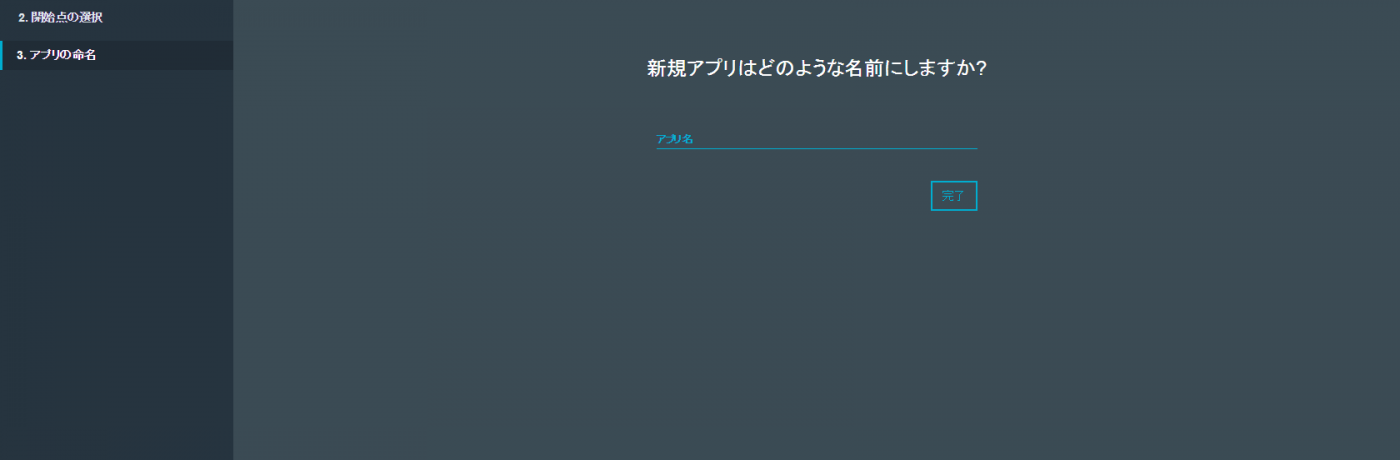 2. 開始点の選択
3. アプリの命名
新規アプリはどのような名前にしますか?
アプリ名
完了